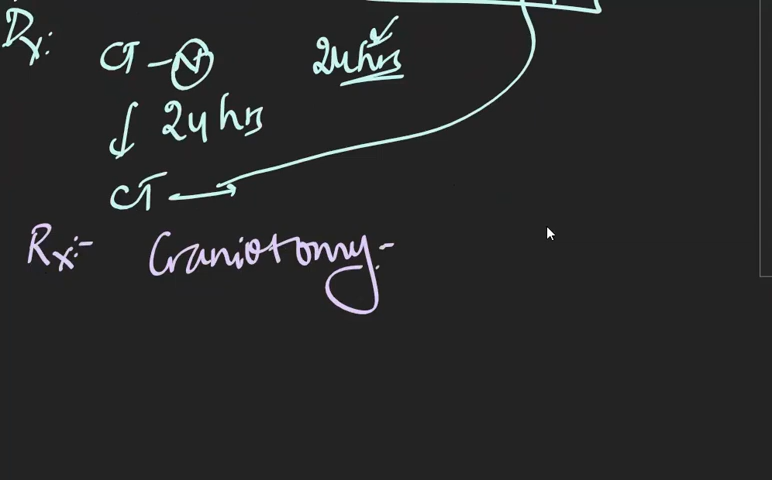 Dx:
CT - N 24hrs
↓ 24 hrs
CT →
Rx:- Craniotomy:-